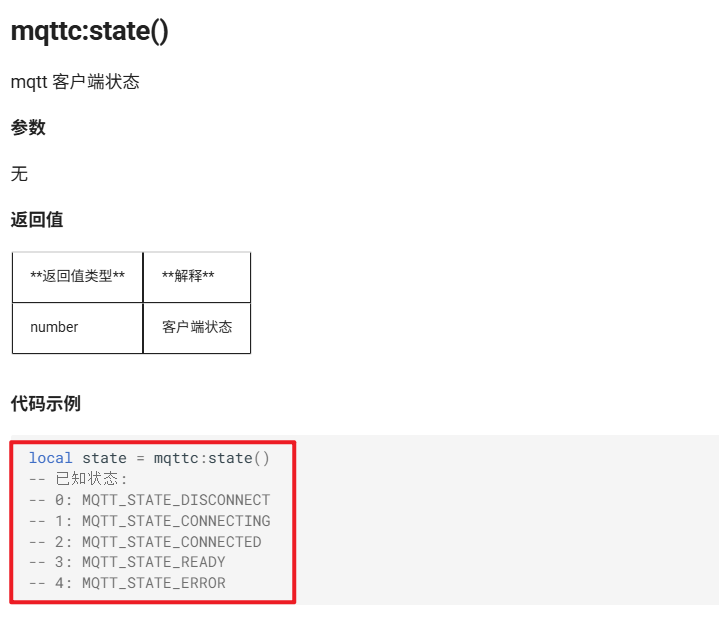 mqttc:state()
mqtt 客户端状态
参数
无
返回值
**返回值类型** **解释**
number 客户端状态
代码示例
local state = mqttc:state()
-- 已知状态:
-- 0: MQTT_STATE_DISCONNECT
-- 1: MQTT_STATE_CONNECTING
-- 2: MQTT_STATE_CONNECTED
-- 3: MQTT_STATE_READY
-- 4: MQTT_STATE_ERROR